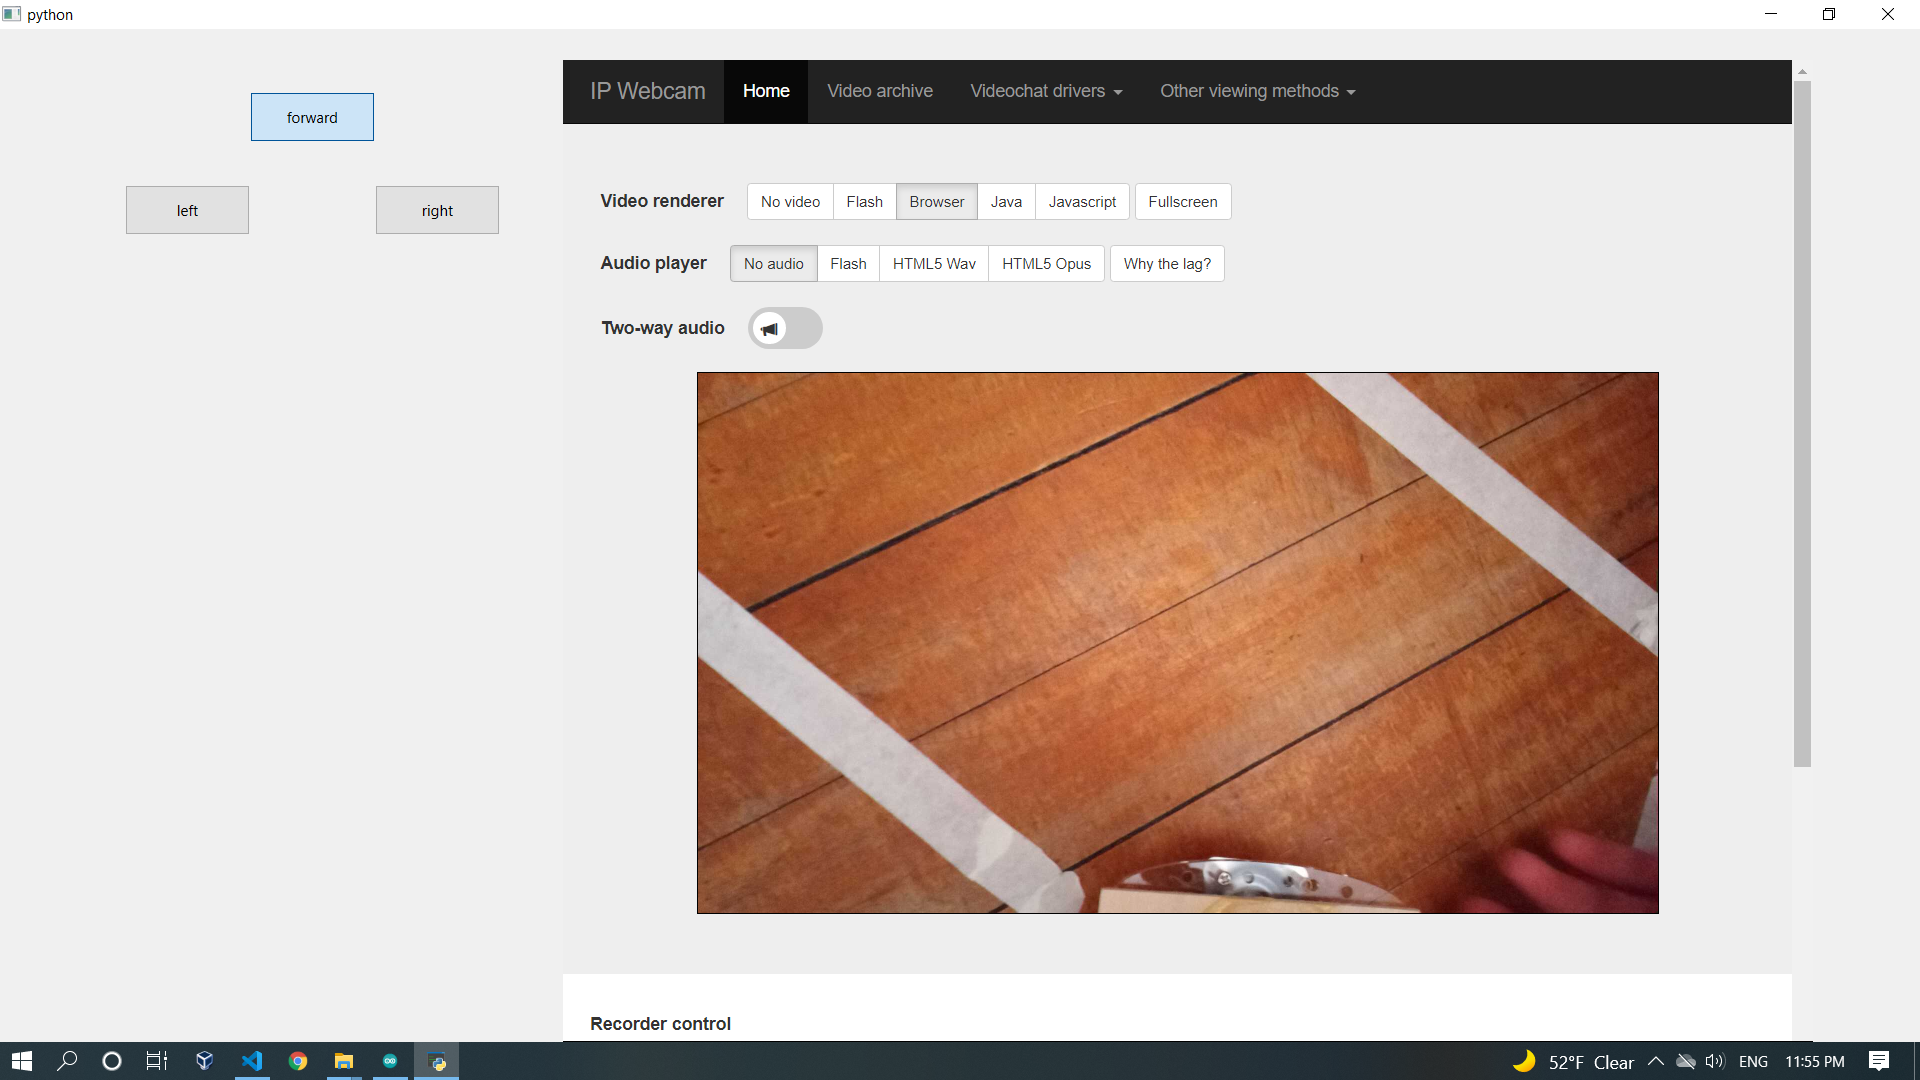 python
forward
left
right
IP Webcam Home Video archive Videochat drivers Other viewing methods
Video renderer No video Flash Browser Java Javascript Fullscreen
Audio player No audio Flash HTML5 Wav HTML5 Opus Why the lag?
Two-way audio
Recorder control
52°F Clear ENG 11:55 PM